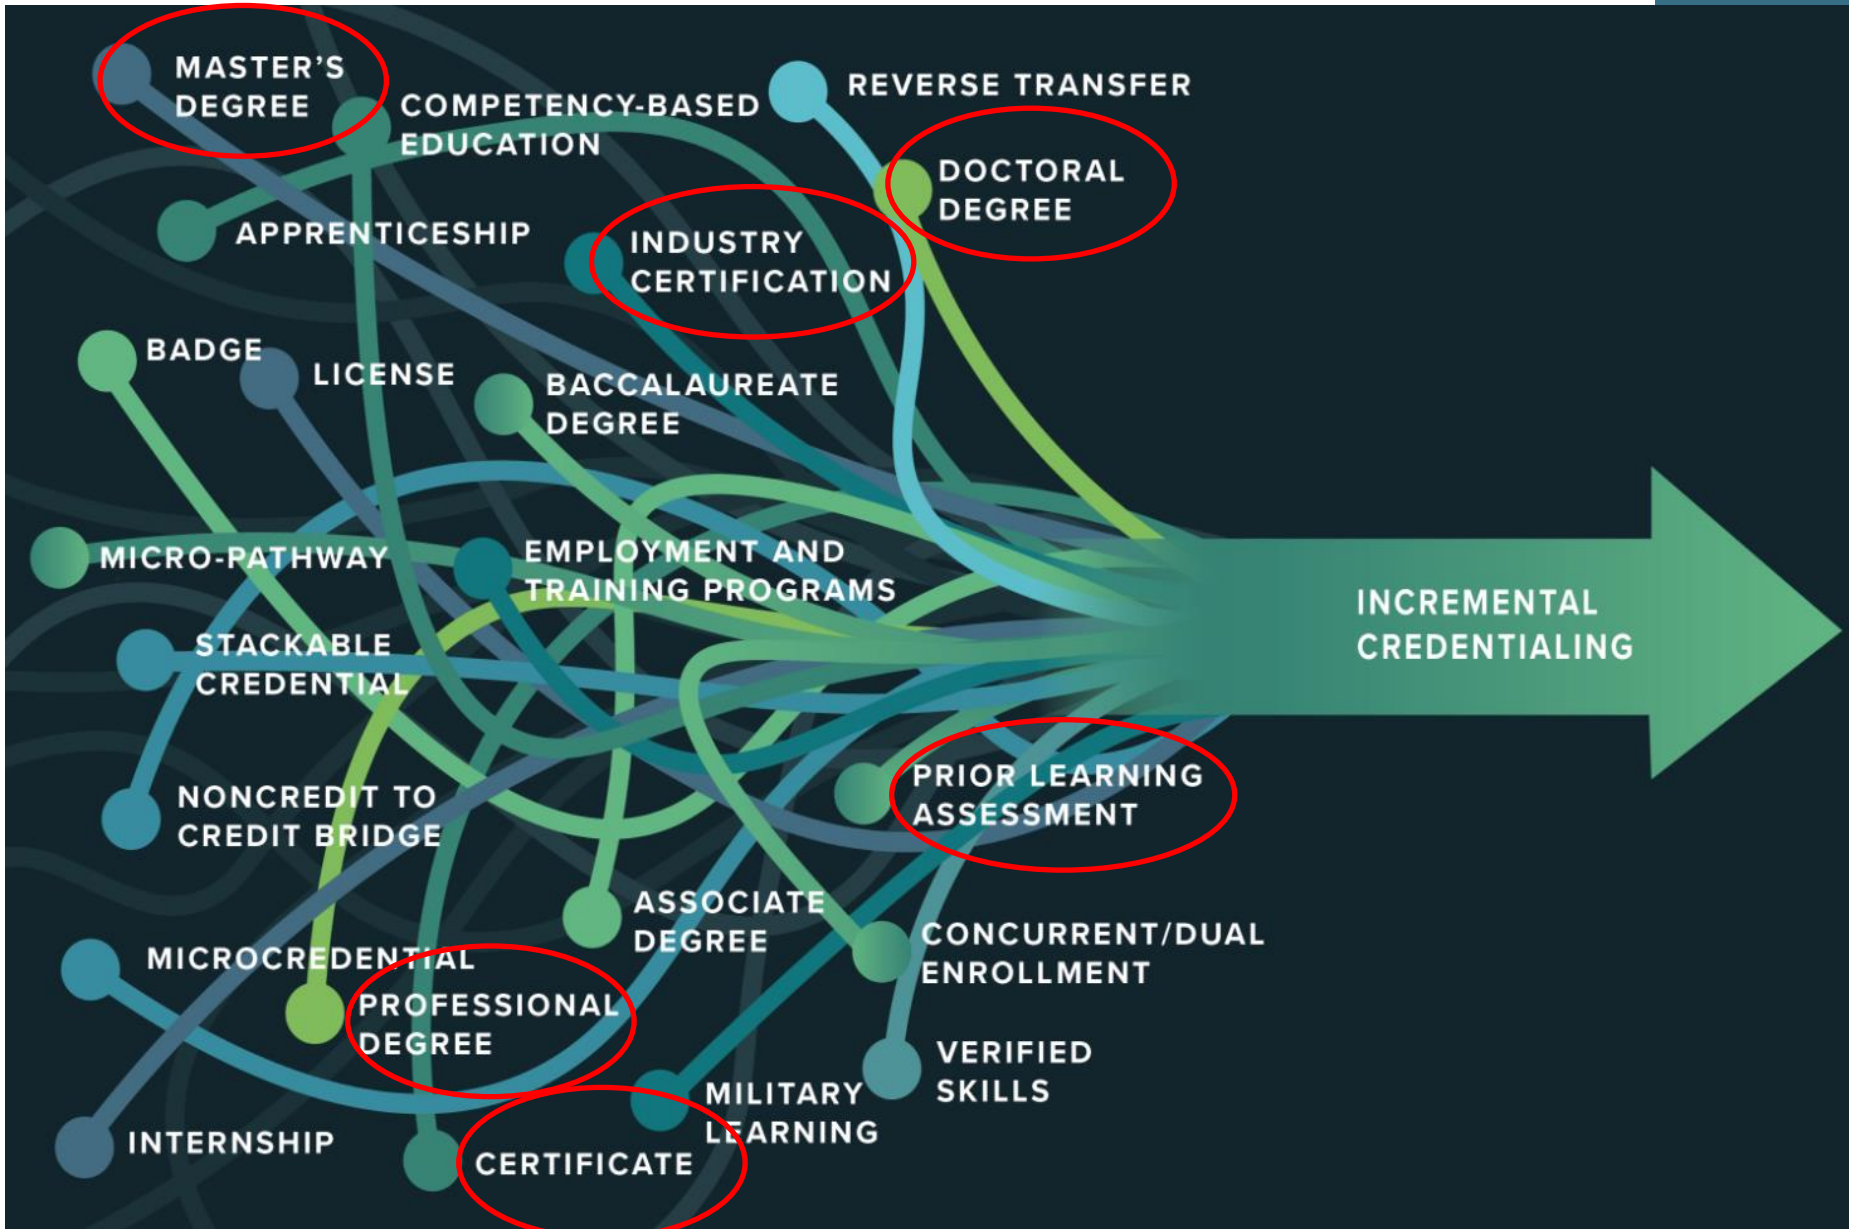 MASTER'S
DEGREE
COMPETENCY-BASED
EDUCATION
REVERSE TRANSFER
DOCTORAL
DEGREE
APPRENTICESHIP
INDUSTRY
CERTIFICATION
BADGE
LICENSE
BACCALAUREATE
DEGREE
MICRO-PATHWAY
EMPLOYMENT AND
TRAINING PROGRAMS
INCREMENTAL
CREDENTIALING
STACKABLE
CREDENTIAL
NONCREDIT TO
CREDIT BRIDGE
PRIOR LEARNING
ASSESSMENT
ASSOCIATE
DEGREE
CONCURRENT/DUAL
ENROLLMENT
MICROCREDENTIAL
PROFESSIONAL
DEGREE
VERIFIED
SKILLS
MILITARY
LEARNING
INTERNSHIP
CERTIFICATE